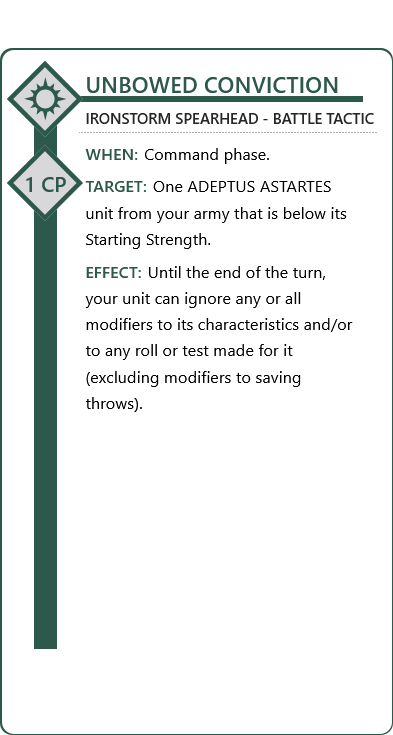 UNBOWED CONVICTION
IRONSTORM SPEARHEAD - BATTLE TACTIC
1 CP
WHEN: Command phase.
TARGET: One ADEPTUS ASTARTES
unit from your army that is below its
Starting Strength.
EFFECT: Until the end of the turn,
your unit can ignore any or all
modifiers to its characteristics and/or
to any roll or test made for it
(excluding modifiers to saving
throws).